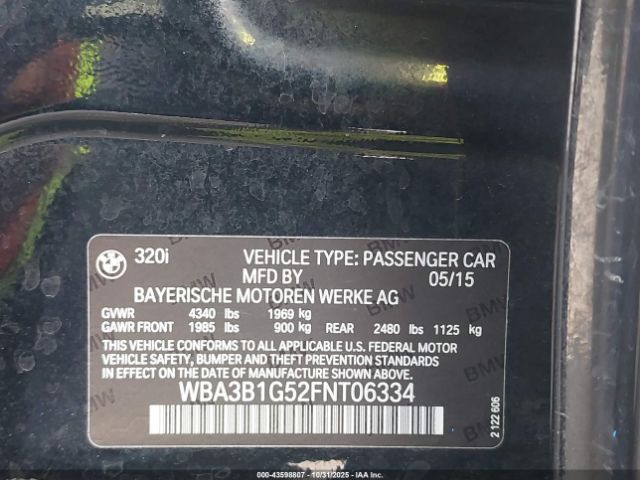 320i VEHICLE TYPE: PASSENGER CAR
MFD BY 05/15
BAYERISCHE MOTOREN WERKE AG
GVWR 4340 lbs 1969 kg
GAWR FRONT 1985 lbs 900 kg REAR 2480 lbs 1125 kg
THIS VEHICLE CONFORMS TO ALL APPLICABLE U.S. FEDERAL MOTOR
VEHICLE SAFETY, BUMPER AND THEFT PREVENTION STANDARDS
IN EFFECT ON THE DATE OF MANUFACTURE SHOWN ABOVE.
WBA3B1G52FNT06334
2 122 606
000-43598807 - 10/31/2025 - IAA Holdings, LLC